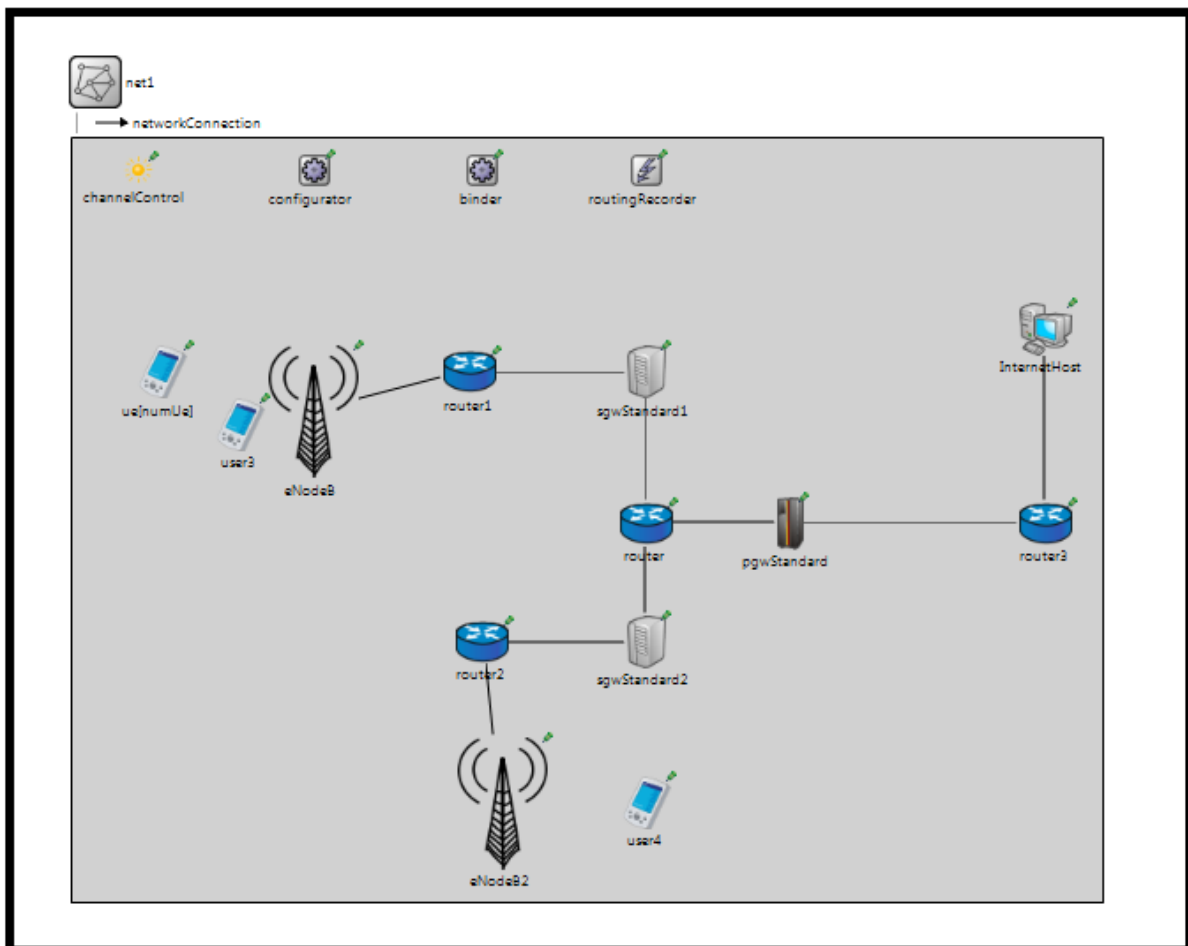 net1
networkConnection
channelControl
configurator
binder
routingRecorder
InternetHost
ue[numUe]
user3
eNodeB
router1
sgwStandard1
router
pgwStandard
router3
router2
sgwStandard2
eNodeB2
user4